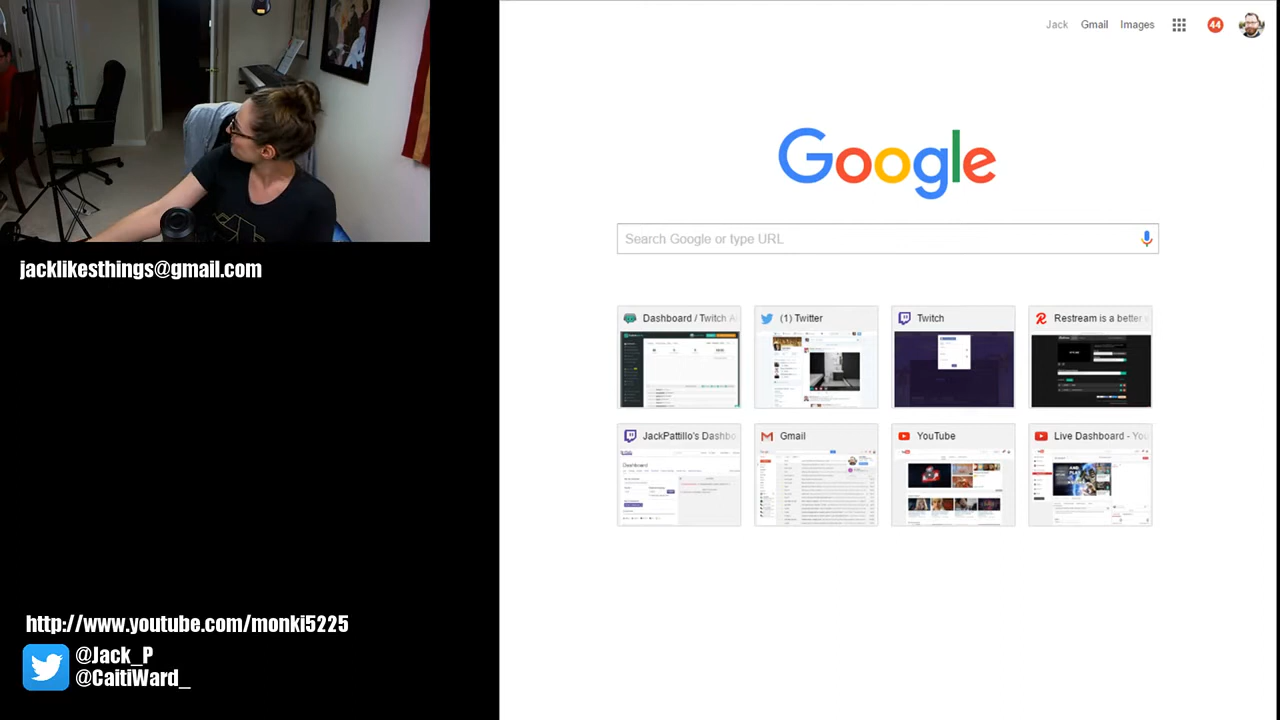 Jack Gmail Images 44
Google
Search Google or type URL
jacklikesthings@gmail.com
Dashboard / Twitch A
(1) Twitter
Twitch
Restream is a better
JackPattillo's Dashbo
Gmail
YouTube
Live Dashboard - You
Dashboard
http://www.youtube.com/monki5225
@Jack_P
@CaitiWard_